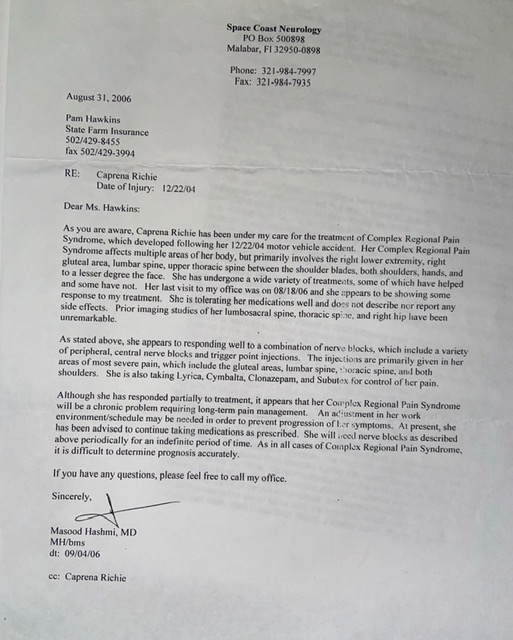 Space Coast Neurology
PO Box 500898
Malabar, Fl 32950-0898
Phone: 321-984-7997
Fax: 321-984-7935
August 31, 2006
Pam Hawkins
State Farm Insurance
502/429-8455
fax 502/429-3994
RE: Caprena Richie
Date of Injury: 12/22/04
Dear Ms. Hawkins:
As you are aware, Caprena Richie has been under my care for the treatment of Complex Regional Pain
Syndrome, which developed following her 12/22/04 motor vehicle accident. Her Complex Regional Pain
Syndrome affects multiple areas of her body, but primarily involves the right lower extremity, right
gluteal area, lumbar spine, upper thoracic spine between the shoulder blades, both shoulders, hands, and
to a lesser degree the face. She has undergone a wide variety of treatments, some of which have helped
and some have not. Her last visit to my office was on 08/18/06 and she appears to be showing some
response to my treatment. She is tolerating her medications well and does not describe nor report any
side effects. Prior imaging studies of her lumbosacral spine, thoracic spine, and right hip have been
unremarkable.
As stated above, she appears to responding well to a combination of nerve blocks, which include a variety
of peripheral, central nerve blocks and trigger point injections. The injections are primarily given in her
areas of most severe pain, which include the gluteal areas, lumbar spine, thoracic spine, and both
shoulders. She is also taking Lyrica, Cymbalta, Clonazepam, and Subutex for control of her pain.
Although she has responded partially to treatment, it appears that her Complex Regional Pain Syndrome
will be a chronic problem requiring long-term pain management. An adjustment in her work
environment/schedule may be needed in order to prevent progression of her symptoms. At present, she
has been advised to continue taking medications as prescribed. She will need nerve blocks as described
above periodically for an indefinite period of time. As in all cases of Complex Regional Pain Syndrome,
it is difficult to determine prognosis accurately.
If you have any questions, please feel free to call my office.
Sincerely,
Masood Hashmi, MD
MH/bms
dt: 09/04/06
cc: Caprena Richie